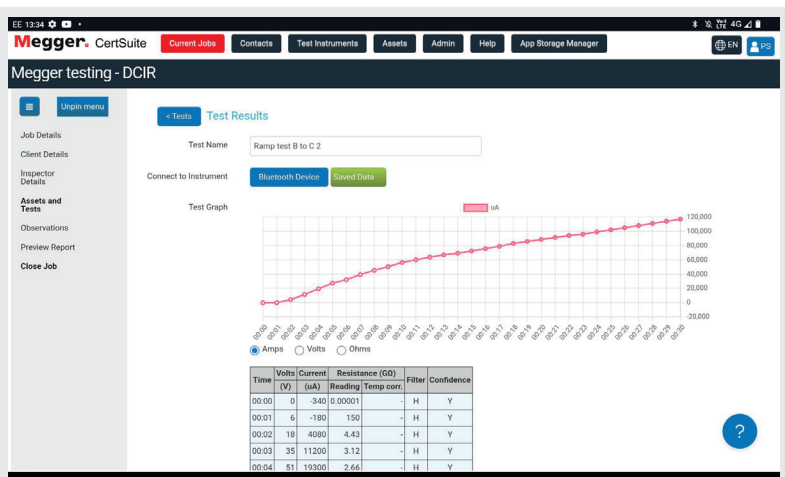 EE 13:34
4G
Megger. CertSuite Current Jobs Contacts Test Instruments Assets Admin Help App Storage Manager EN PS
Megger testing - DCIR
Unpin menu
< Tests Test Results
Job Details
Client Details
Inspector
Details
Assets and
Tests
Observations
Preview Report
Close Job
Test Name Ramp test B to C 2
Connect to Instrument Bluetooth Device Saved Data
Test Graph uA
120,000
100,000
80,000
60,000
40,000
20,000
0
-20,000
00:00 00:01 00:02 00:03 00:04 00:05 00:06 00:07 00:08 00:09 00:10 00:11 00:12 00:13 00:14 00:15 00:16 00:17 00:18 00:19 00:20 00:21 00:22 00:23 00:24 00:25 00:26 00:27 00:28 00:29 00:30
Amps Volts Ohms
Time Volts Current Resistance (GΩ) Filter Confidence
(V) (uA) Reading Temp corr.
00:00 0 -340 0.00001 - H Y
00:01 6 -180 150 - H Y
00:02 18 4080 4.43 - H Y
00:03 35 11200 3.12 - H Y
00:04 51 19300 2.66 - H Y
?